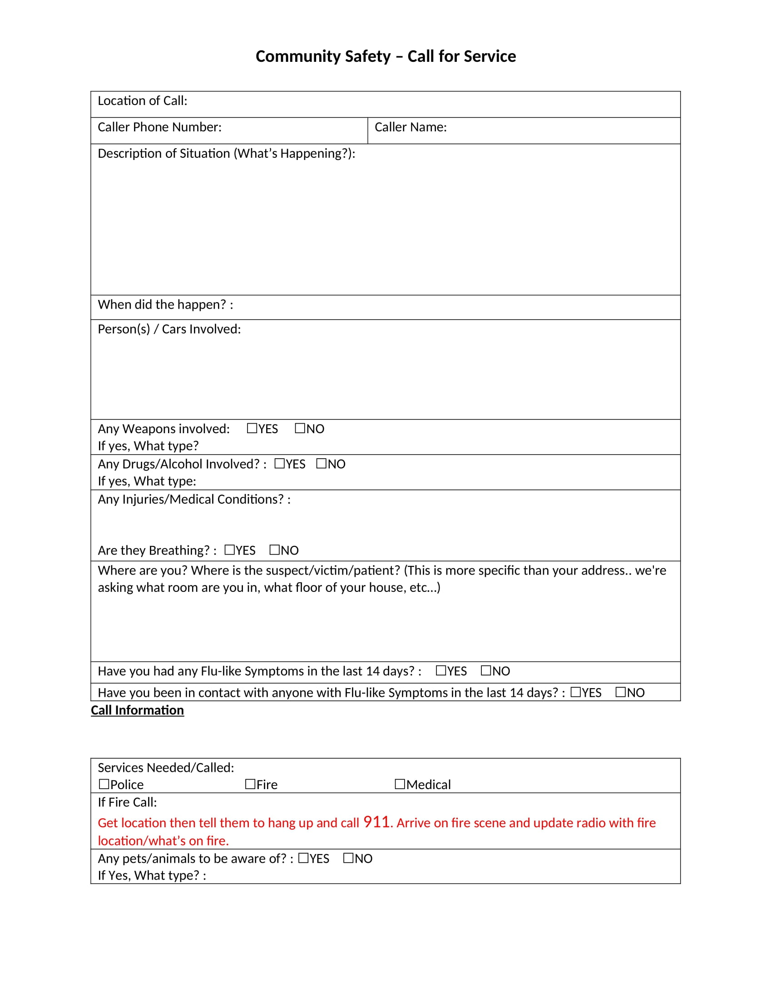 Community Safety – Call for Service
Location of Call:
Caller Phone Number:
Caller Name:
Description of Situation (What’s Happening?):
When did the happen? :
Person(s) / Cars Involved:
Any Weapons involved: ☐YES ☐NO
If yes, What type?
Any Drugs/Alcohol Involved? : ☐YES ☐NO
If yes, What type:
Any Injuries/Medical Conditions? :
Are they Breathing? : ☐YES ☐NO
Where are you? Where is the suspect/victim/patient? (This is more specific than your address.. we're
asking what room are you in, what floor of your house, etc…)
Have you had any Flu-like Symptoms in the last 14 days? : ☐YES ☐NO
Have you been in contact with anyone with Flu-like Symptoms in the last 14 days? : ☐YES ☐NO
Call Information
Services Needed/Called:
☐Police ☐Fire ☐Medical
If Fire Call:
Get location then tell them to hang up and call 911. Arrive on fire scene and update radio with fire
location/what’s on fire.
Any pets/animals to be aware of? : ☐YES ☐NO
If Yes, What type? :